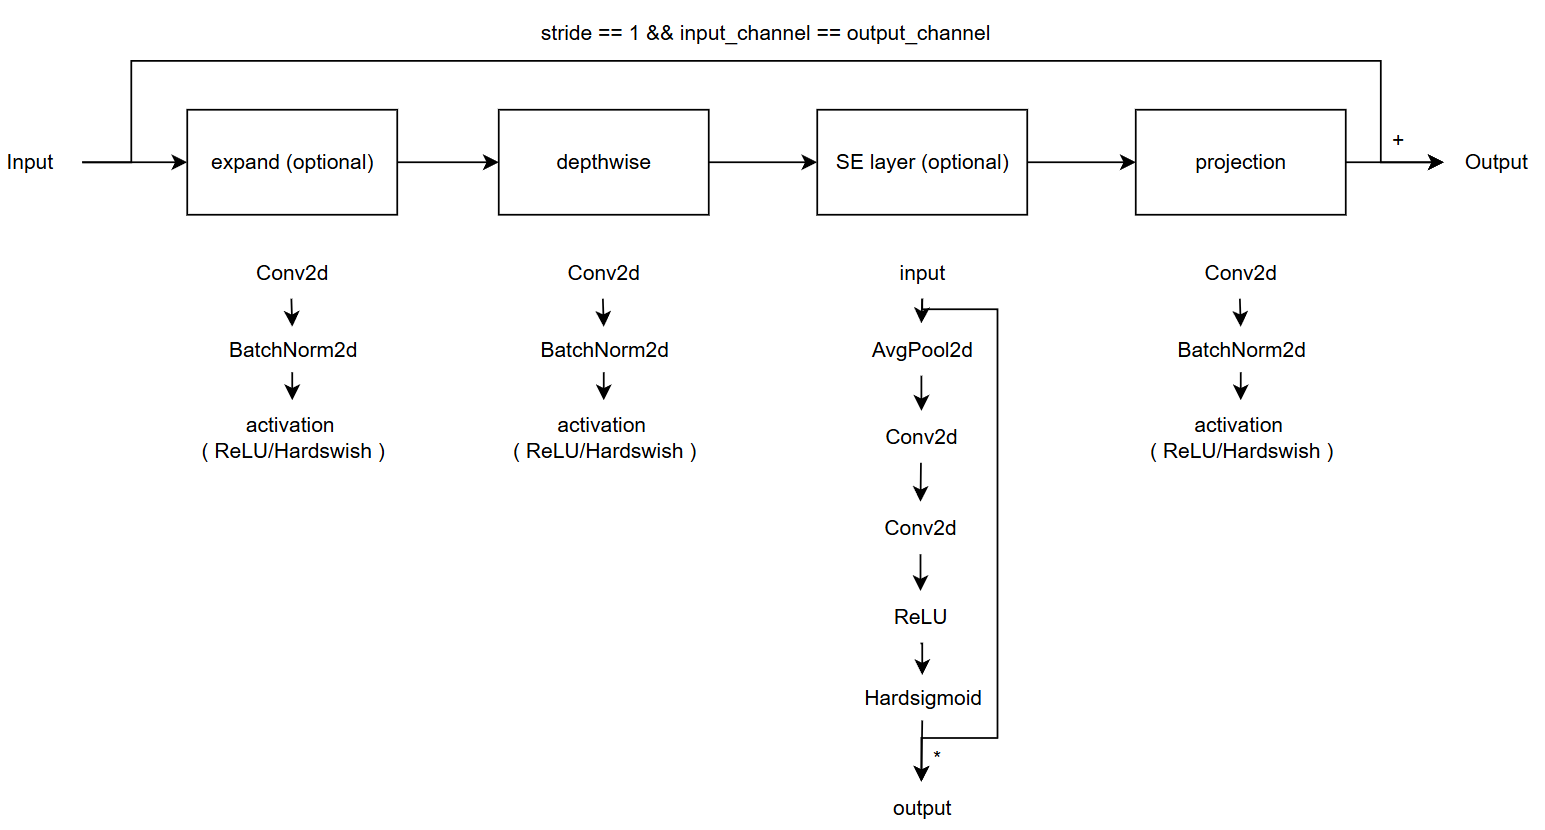 stride == 1 && input_channel == output_channel
+
Input
expand (optional)
depthwise
SE layer (optional)
projection
Output
Conv2d
BatchNorm2d
activation
( ReLU/Hardswish )
Conv2d
BatchNorm2d
activation
( ReLU/Hardswish )
input
AvgPool2d
Conv2d
Conv2d
ReLU
Hardsigmoid
*
output
Conv2d
BatchNorm2d
activation
( ReLU/Hardswish )